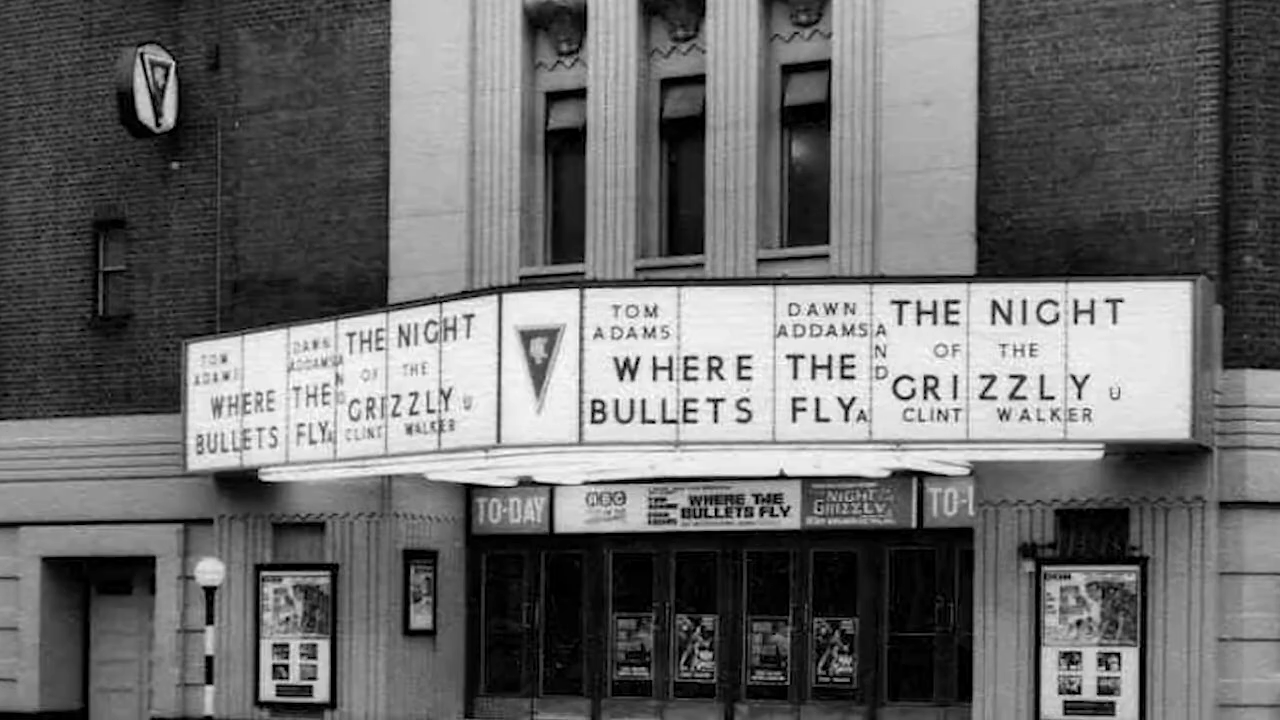 TOM
ADAMS
DAWN
ADDAMS
WHERE THE
BULLETS FLY A
AND
THE NIGHT
OF THE
GRIZZLY U
CLINT WALKER
TOM
ADAMS
DAWN
ADDAMS
WHERE THE
BULLETS FLY A
AND
THE NIGHT
OF THE
GRIZZLY U
CLINT WALKER
TO-DAY
ABC
WHERE THE
BULLETS FLY
NIGHT
GRIZZLY
TO-